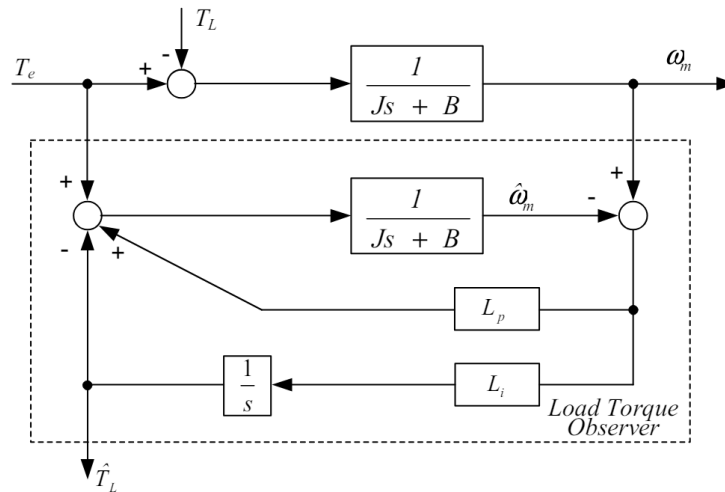 T_L
-
T_e
+
1
Js + B
ω_m
+
+
-
1
Js + B
ω̂_m
-
+
L_p
1
s
L_i
Load Torque
Observer
T̂_L